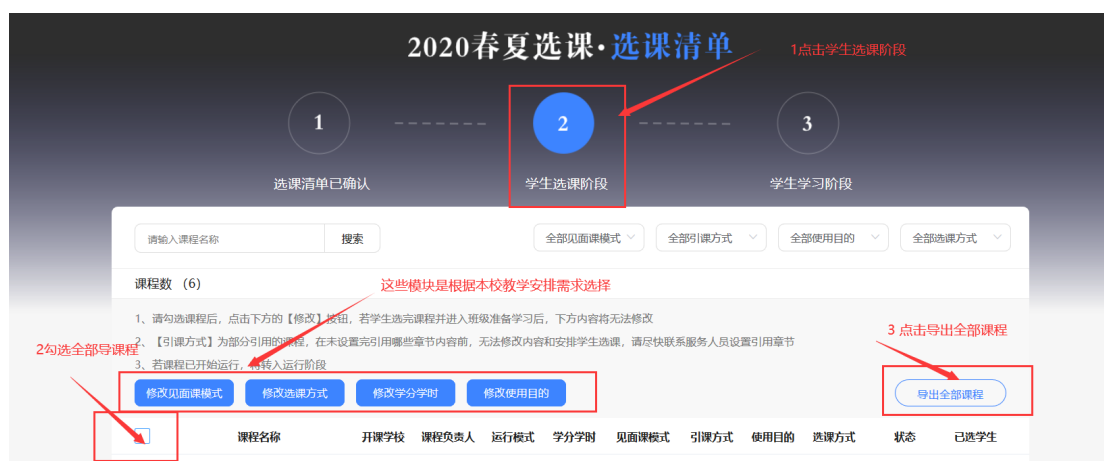 2020春夏选课·选课清单
1点击学生选课阶段
1
2
3
选课清单已确认
学生选课阶段
学生学习阶段
请输入课程名称
搜索
全部见面课模式
全部引课方式
全部使用目的
全部选课方式
课程数 (6)
这些模块是根据本校教学安排需求选择
1、请勾选课程后，点击下方的【修改】按钮，若学生选完课程并进入班级准备学习后，下方内容将无法修改
3 点击导出全部课程
2、【引课方式】为部分引用的课程，在未设置完引用哪些章节内容前，无法修改内容和安排学生选课，请尽快联系服务人员设置引用章节
2勾选全部导课程
3、若课程已开始运行，将转入运行阶段
修改见面课模式
修改选课方式
修改学分学时
修改使用目的
导出全部课程
课程名称
开课学校
课程负责人
运行模式
学分学时
见面课模式
引课方式
使用目的
选课方式
状态
已选学生